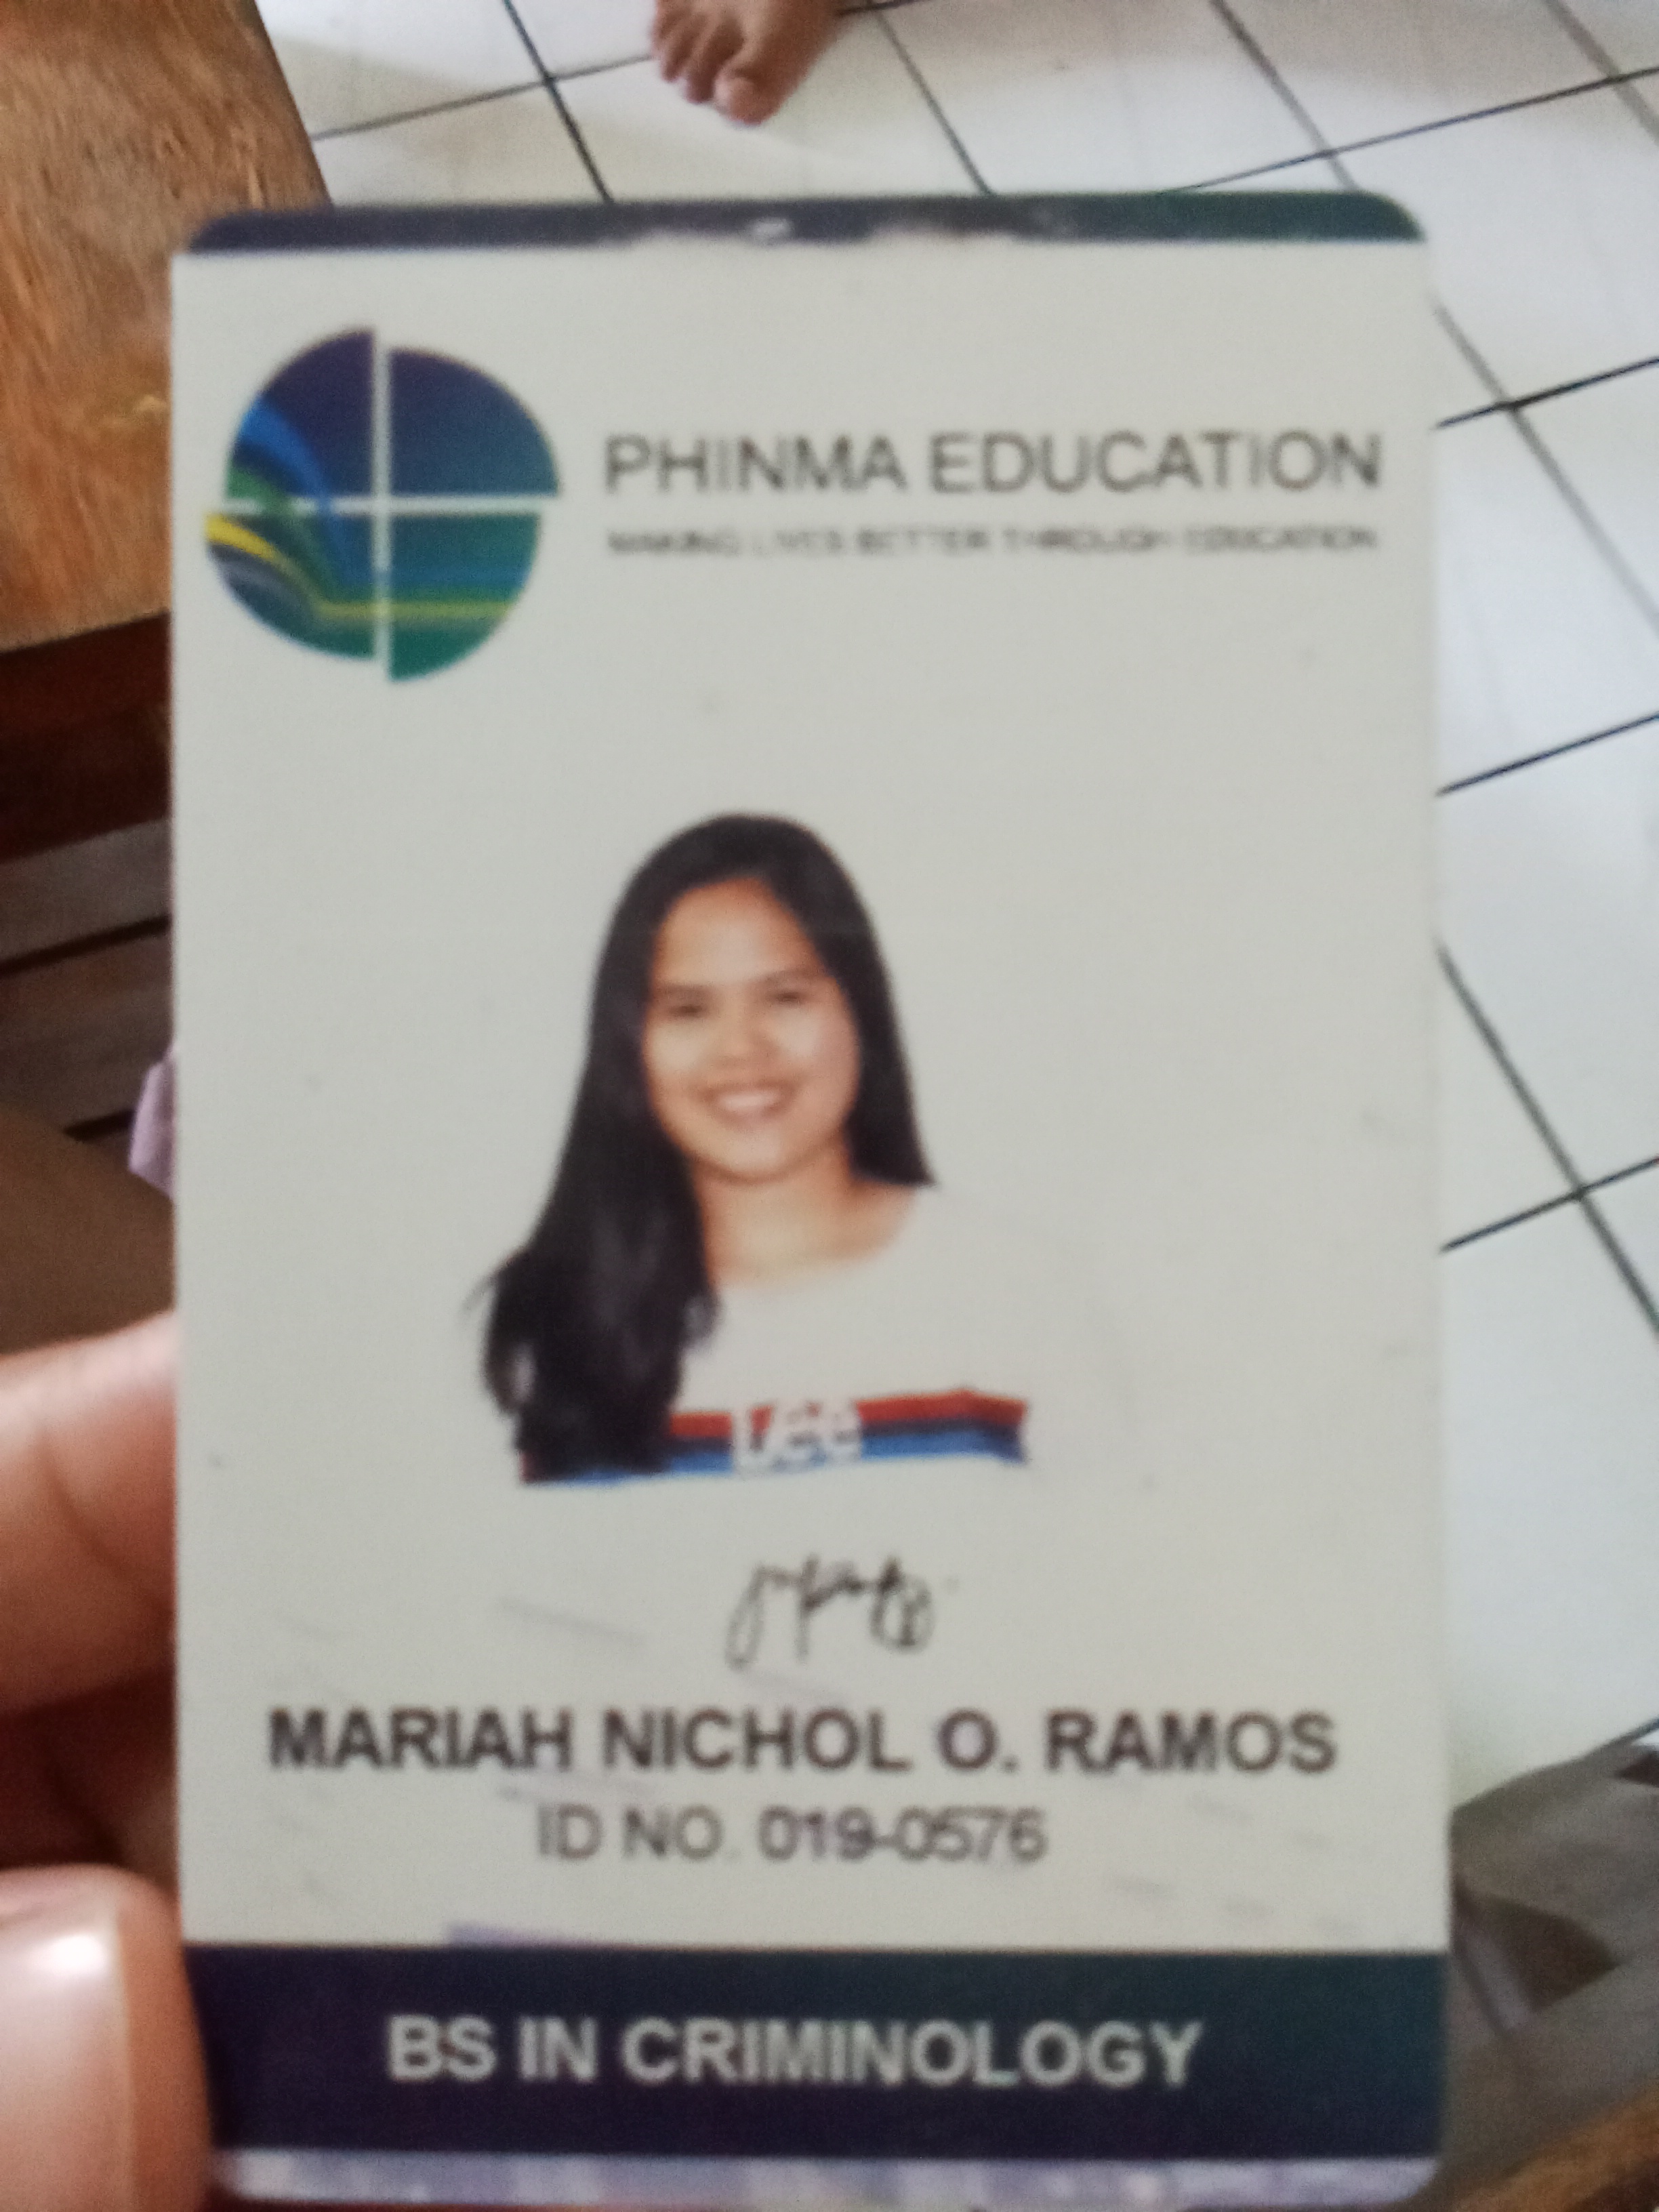 PHINMA EDUCATION
MAKING LIVES BETTER THROUGH EDUCATION
Lee
MARIAH NICHOL O. RAMOS
ID NO. 019-0576
BS IN CRIMINOLOGY